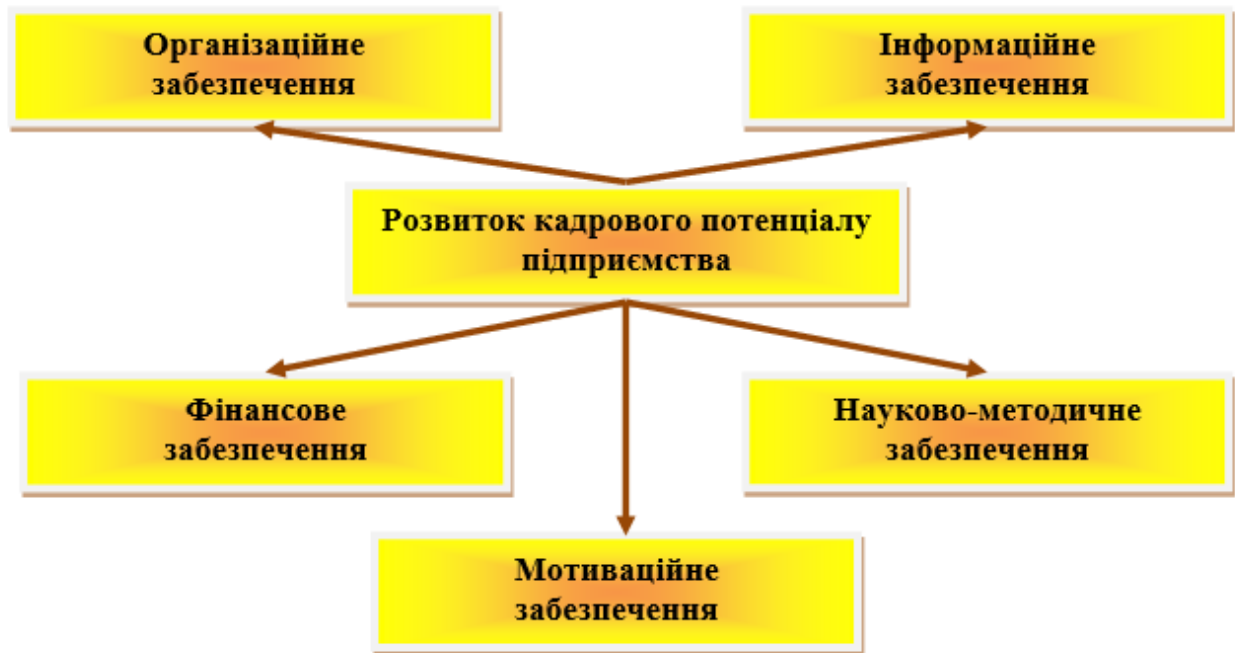 Організаційне
забезпечення
Інформаційне
забезпечення
Розвиток кадрового потенціалу
підприємства
Фінансове
забезпечення
Науково-методичне
забезпечення
Мотиваційне
забезпечення